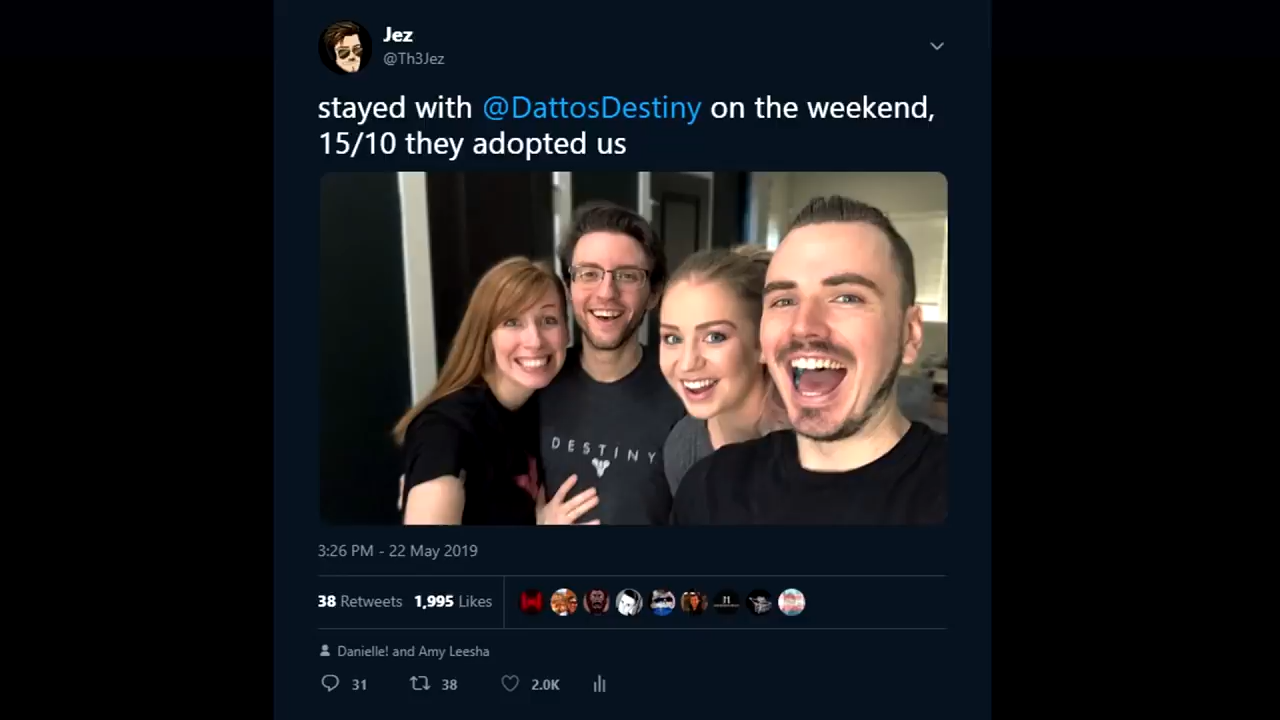 Jez
@Th3Jez
stayed with @DattosDestiny on the weekend,
15/10 they adopted us
DESTINY
3:26 PM - 22 May 2019
38 Retweets 1,995 Likes
Danielle! and Amy Leesha
31 38 2.0K